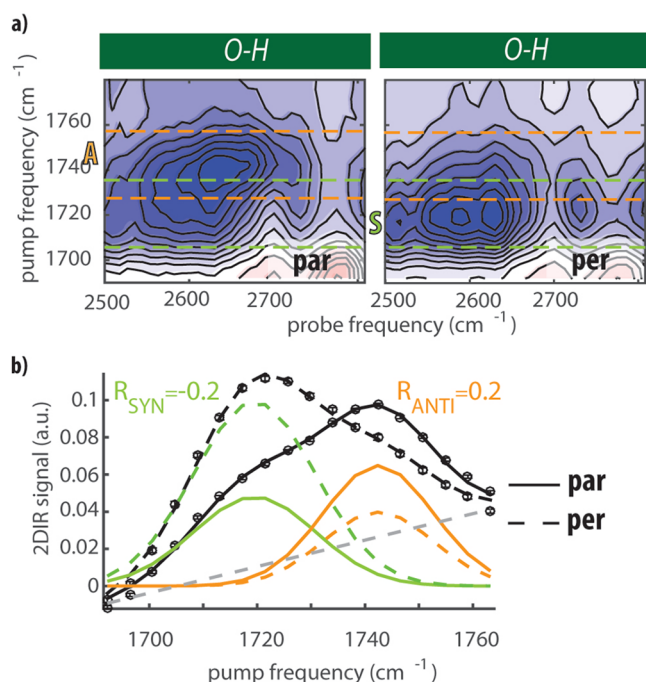 a)
O-H
O-H
pump frequency (cm⁻¹)
1760
1740
1720
1700
A
S
par
per
2500
2600
2700
2500
2600
2700
probe frequency (cm⁻¹)
b)
R_SYN=-0.2
R_ANTI=0.2
2DIR signal (a.u.)
0.1
0.08
0.06
0.04
0.02
0
par
per
1700
1720
1740
1760
pump frequency (cm⁻¹)